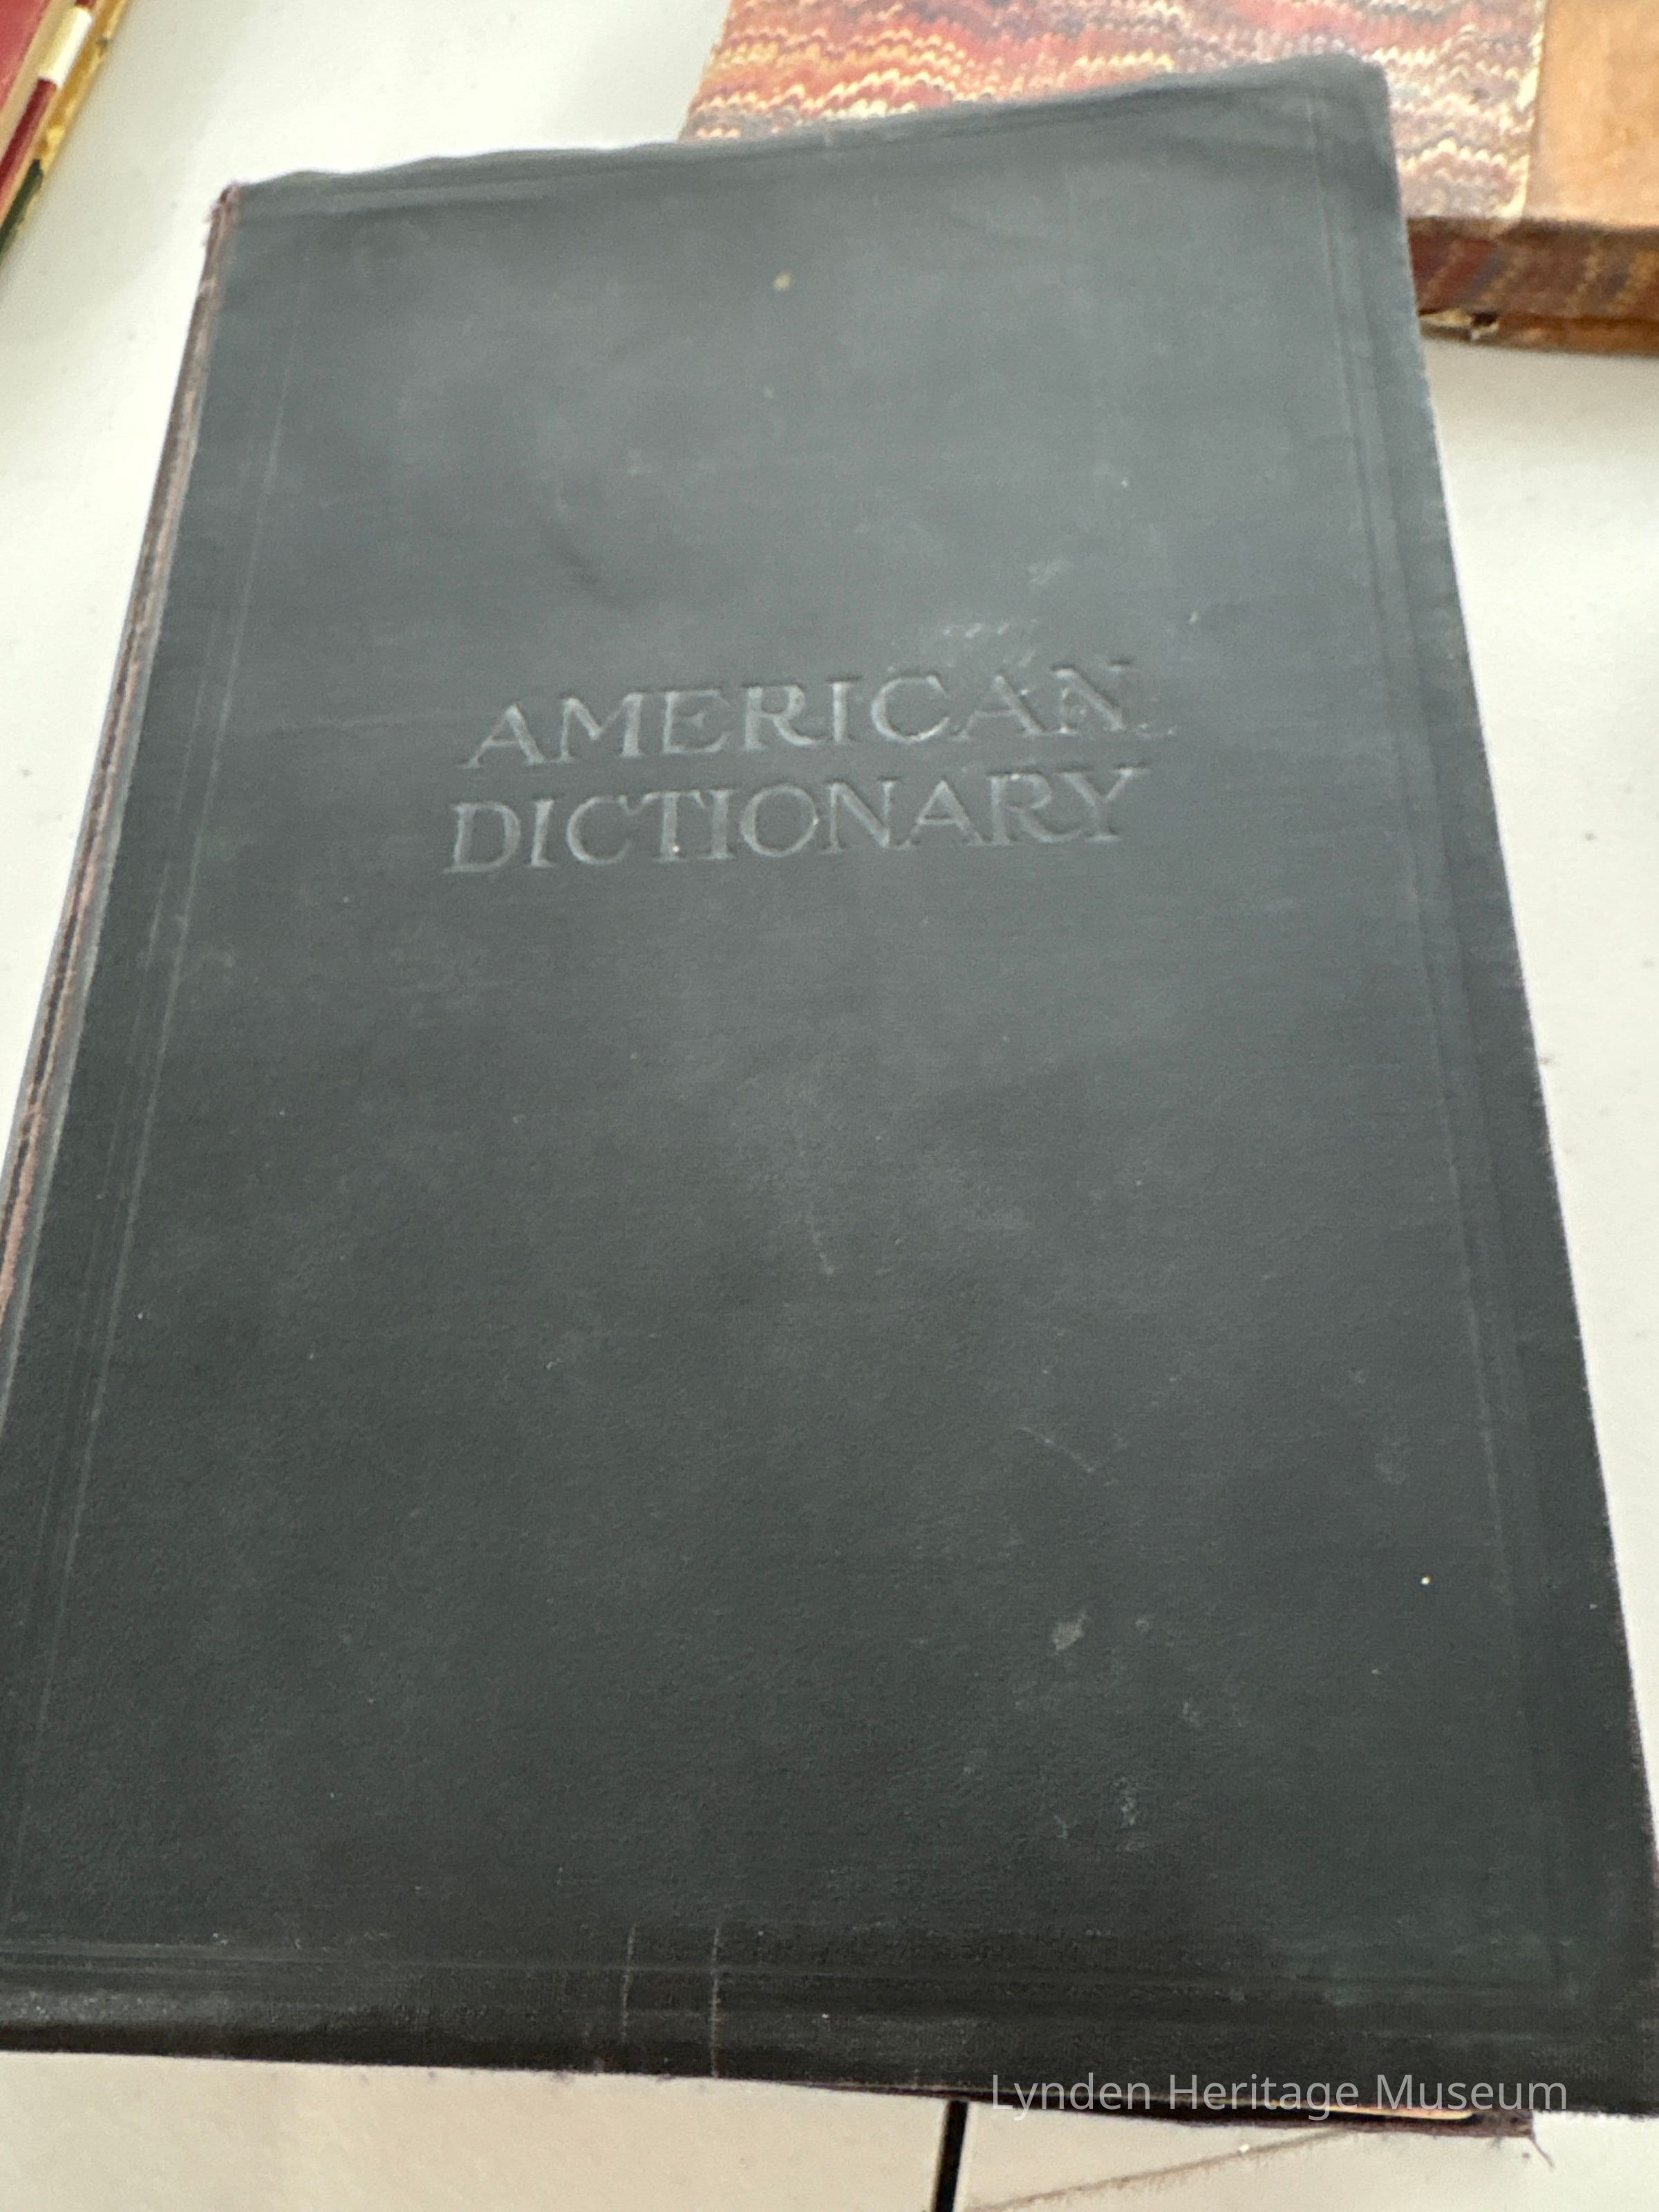 AMERICAN
DICTIONARY
Lynden Heritage Museum